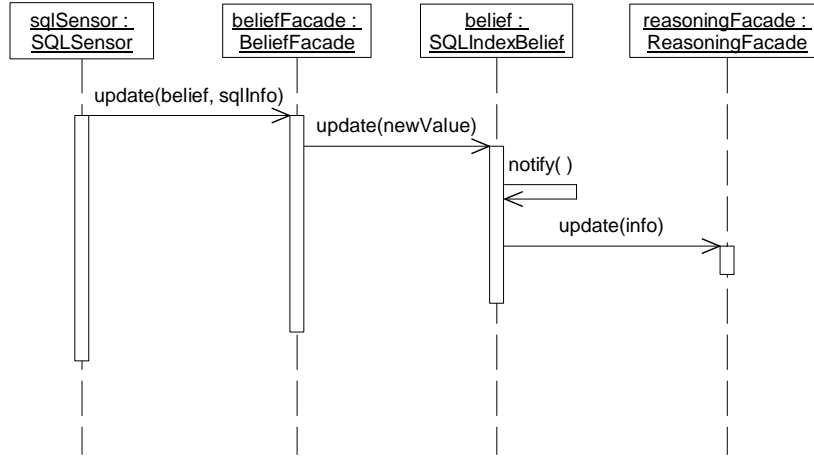 sqlSensor :
SQLSensor
beliefFacade :
BeliefFacade
belief :
SQLIndexBelief
reasoningFacade :
ReasoningFacade
update(belief, sqlInfo)
update(newValue)
notify( )
update(info)